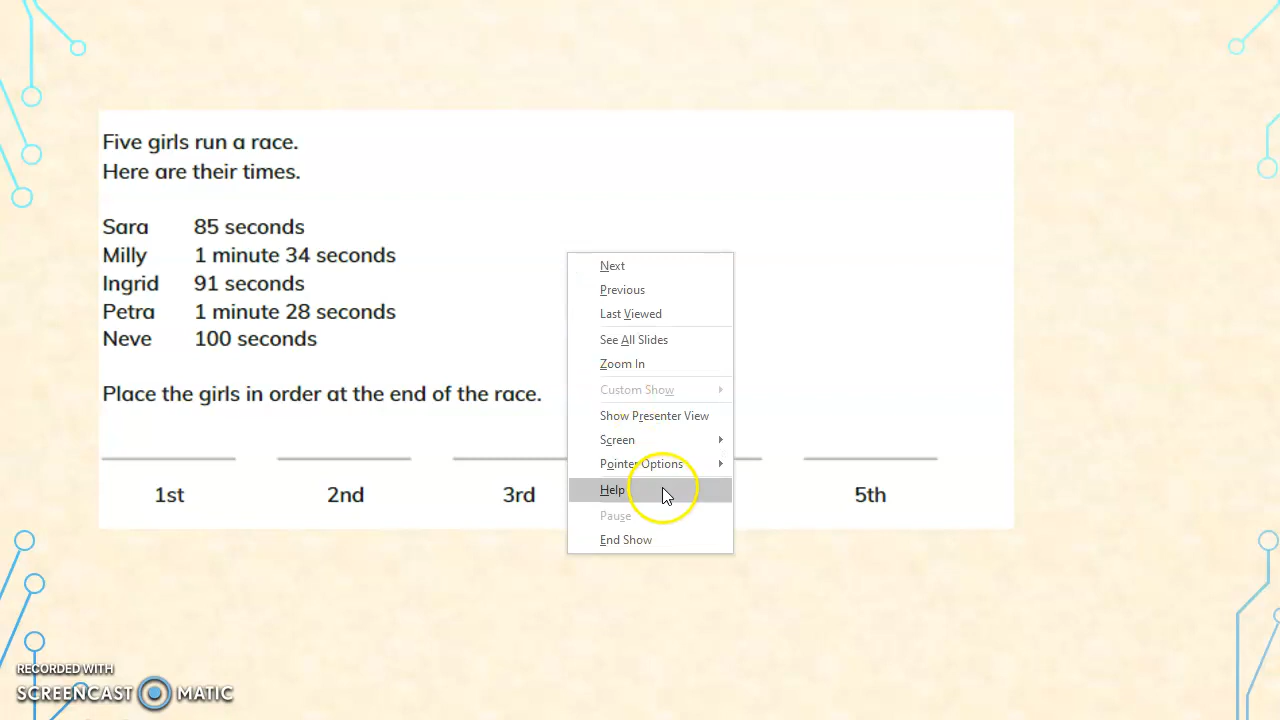 Five girls run a race.
Here are their times.
Sara 85 seconds
Milly 1 minute 34 seconds
Ingrid 91 seconds
Petra 1 minute 28 seconds
Neve 100 seconds
Place the girls in order at the end of the race.
1st 2nd 3rd 5th
Next
Previous
Last Viewed
See All Slides
Zoom In
Custom Show
Show Presenter View
Screen
Pointer Options
Help
Pause
End Show
RECORDED WITH
SCREENCAST MATIC